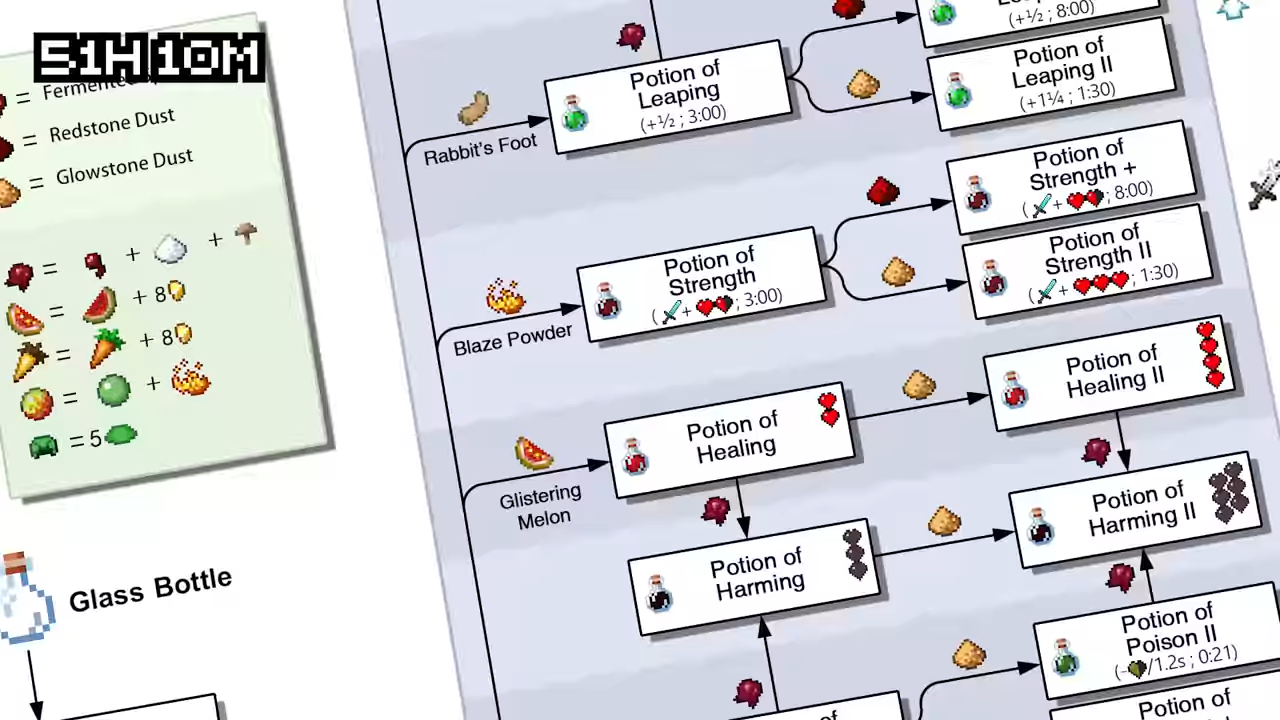 51H 10M
= Fermente
= Redstone Dust
= Glowstone Dust
= + +
= + 8
= + 8
= +
= 5
Glass Bottle
(+½ ; 8:00)
Potion of
Leaping
(+½ ; 3:00)
Potion of
Leaping II
(+1¼ ; 1:30)
Rabbit's Foot
Potion of
Strength +
( + ; 8:00)
Potion of
Strength
( + ; 3:00)
Potion of
Strength II
( + ; 1:30)
Blaze Powder
Potion of
Healing II
Potion of
Healing
Glistering
Melon
Potion of
Harming II
Potion of
Harming
Potion of
Poison II
(- /1.2s ; 0:21)
Potion of